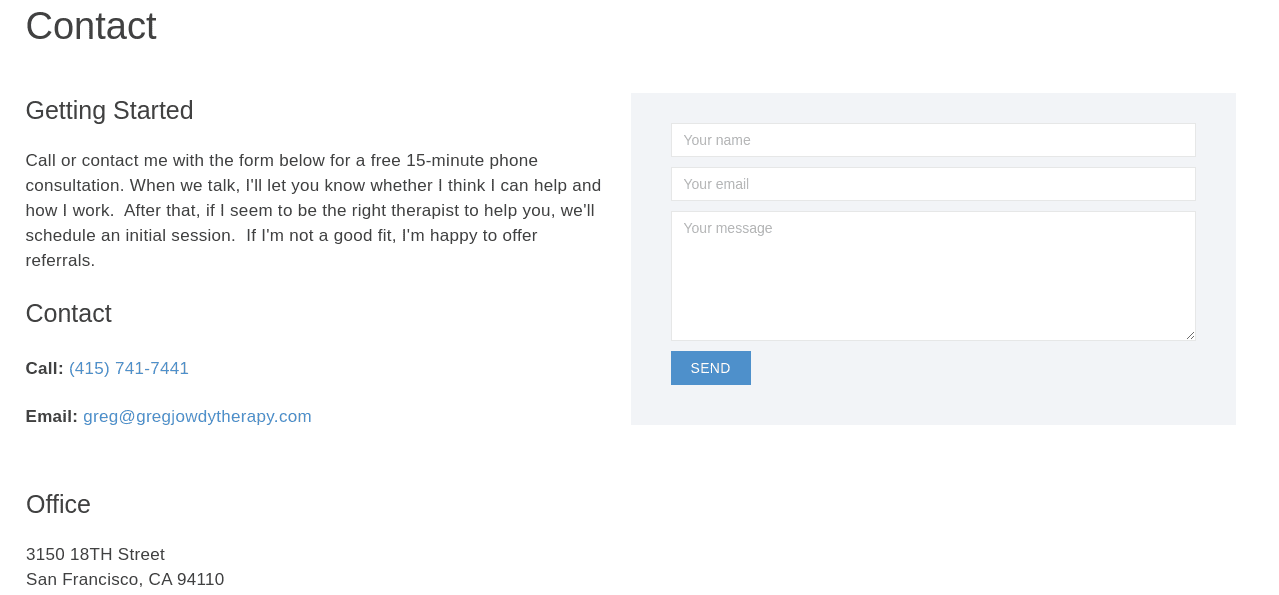 Contact
Getting Started
Call or contact me with the form below for a free 15-minute phone
consultation. When we talk, I'll let you know whether I think I can help and
how I work.  After that, if I seem to be the right therapist to help you, we'll
schedule an initial session.  If I'm not a good fit, I'm happy to offer
referrals.
Contact
Call: (415) 741-7441
Email: greg@gregjowdytherapy.com
Office
3150 18TH Street
San Francisco, CA 94110
Your name
Your email
Your message
SEND